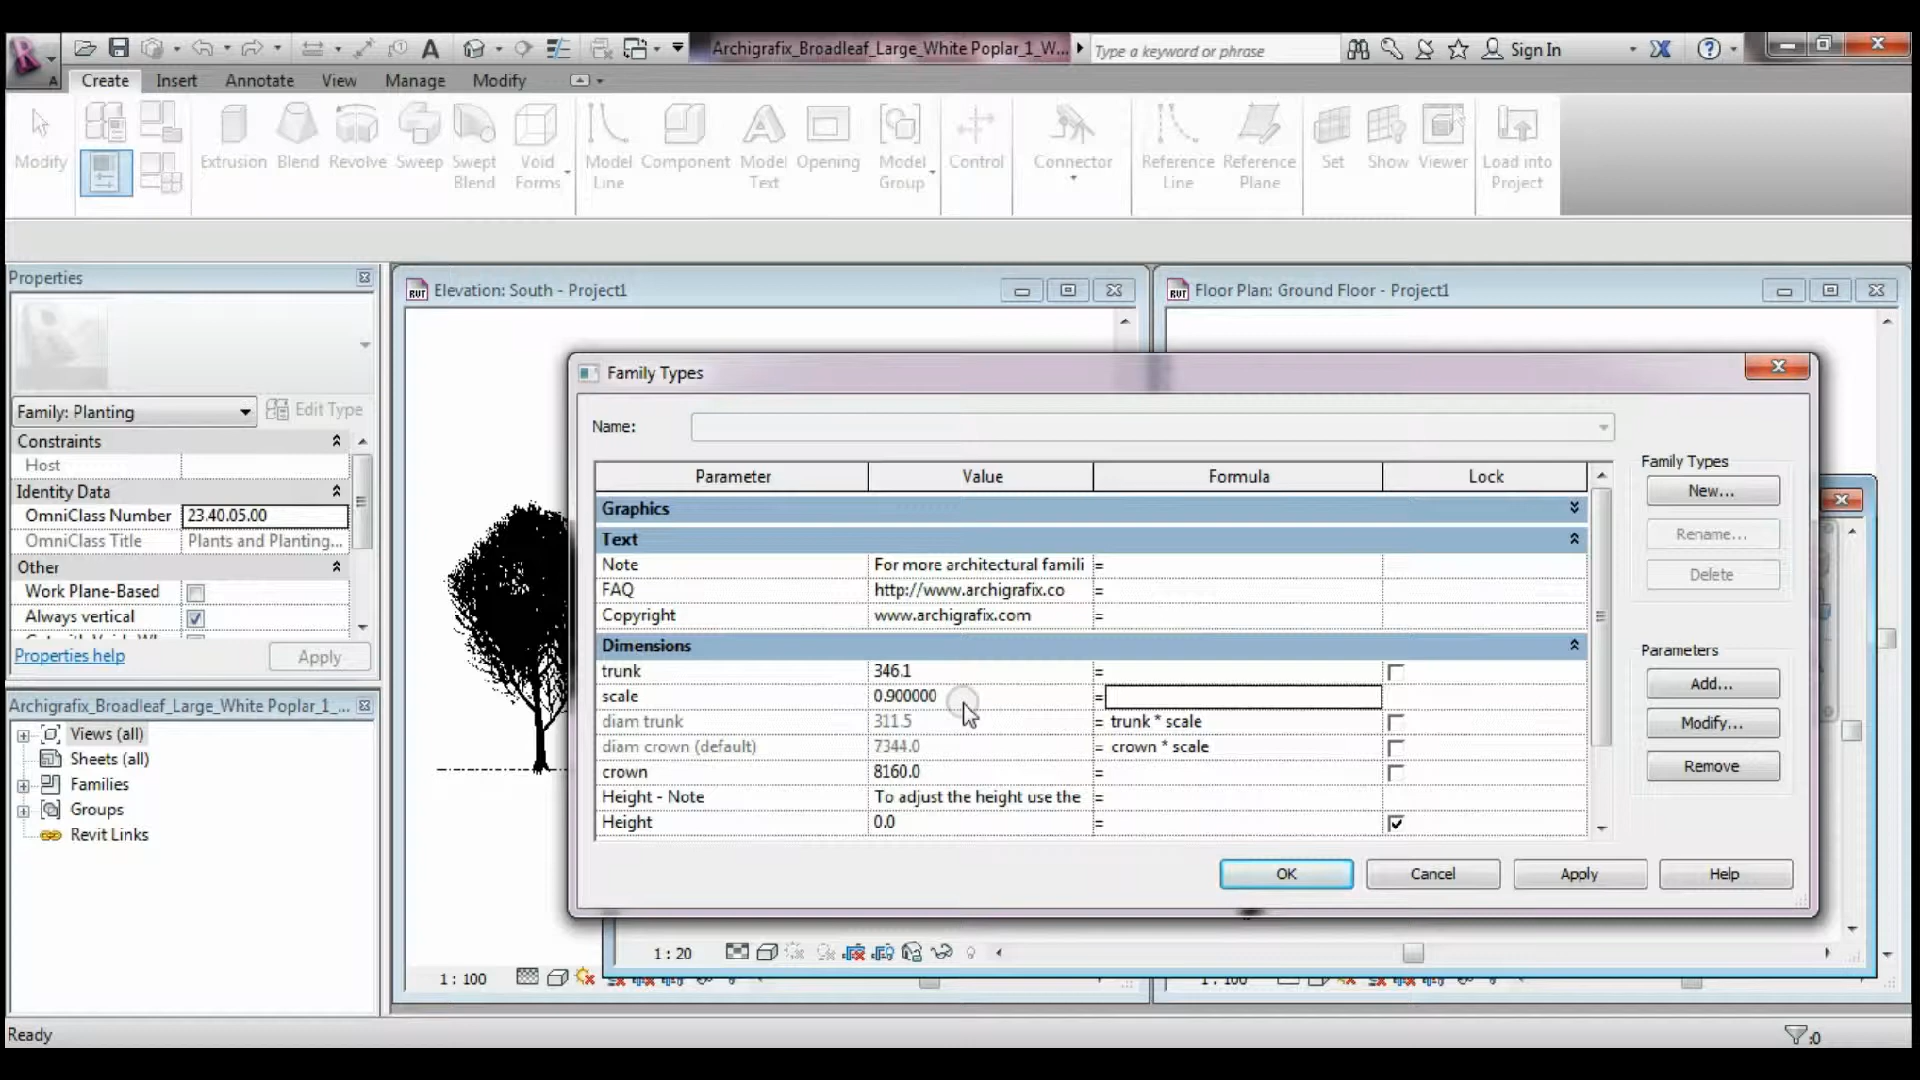 Archigrafix_Broadleaf_Large_White Poplar_1_W...
Type a keyword or phrase
Sign In
Create Insert Annotate View Manage Modify
Modify
Extrusion
Blend
Revolve
Sweep
Swept Blend
Void Forms
Model Line
Component
Model Text
Opening
Model Group
Control
Connector
Reference Line
Reference Plane
Set
Show
Viewer
Load into Project
Properties
Family: Planting
Edit Type
Constraints
Host
Identity Data
OmniClass Number 23.40.05.00
OmniClass Title Plants and Planting...
Other
Work Plane-Based
Always vertical
Properties help
Apply
Archigrafix_Broadleaf_Large_White Poplar_1_...
Views (all)
Sheets (all)
Families
Groups
Revit Links
Elevation: South - Project1
Floor Plan: Ground Floor - Project1
Family Types
Name:
Parameter Value Formula Lock
Graphics
Text
Note For more architectural famili =
FAQ http://www.archigrafix.co =
Copyright www.archigrafix.com =
Dimensions
trunk 346.1 =
scale 0.900000 =
diam trunk 311.5 = trunk * scale
diam crown (default) 7344.0 = crown * scale
crown 8160.0 =
Height - Note To adjust the height use the =
Height 0.0 =
Family Types
New...
Rename...
Delete
Parameters
Add...
Modify...
Remove
OK Cancel Apply Help
1 : 20
1 : 100
1 : 100
Ready
:0